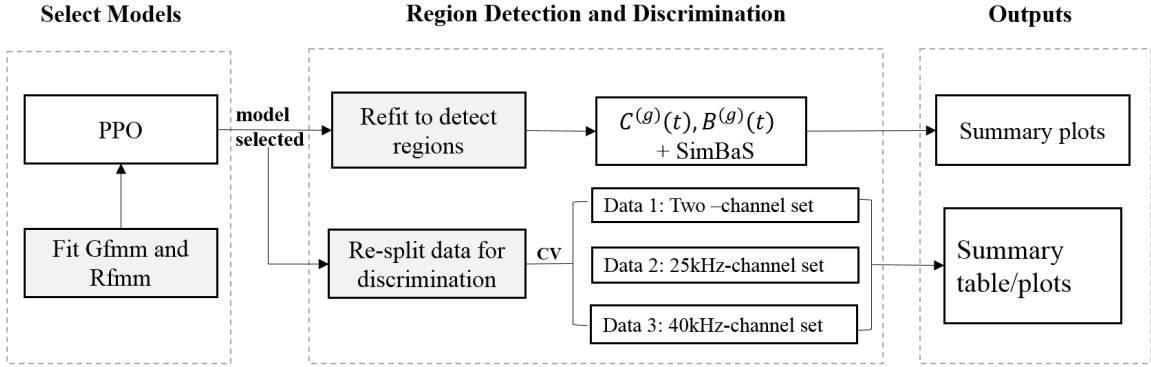 Select Models
Region Detection and Discrimination
Outputs
PPO
Fit Gfmm and
Rfmm
model
selected
Refit to detect
regions
C^{(g)}(t), B^{(g)}(t)
+ SimBaS
Summary plots
Re-split data for
discrimination
CV
Data 1: Two –channel set
Data 2: 25kHz-channel set
Data 3: 40kHz-channel set
Summary
table/plots